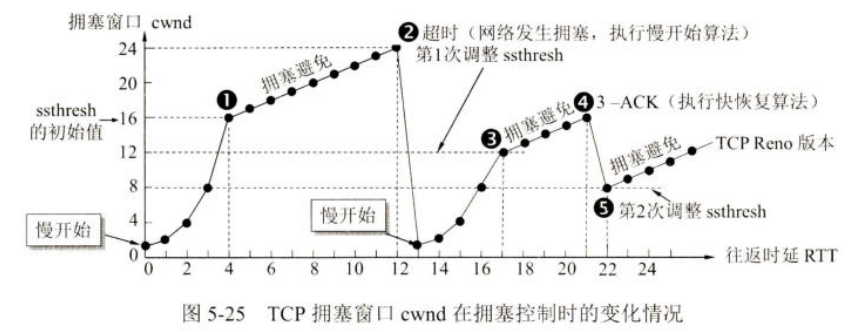 拥塞窗口 cwnd
❷超时（网络发生拥塞，执行慢开始算法）
第1次调整 ssthresh
24
20
16
12
8
4
0
ssthresh
的初始值
❶
拥塞避免
❸
拥塞避免
❹3-ACK（执行快恢复算法）
拥塞避免
TCP Reno 版本
❺ 第2次调整 ssthresh
慢开始
慢开始
0 2 4 6 8 10 12 14 16 18 20 22 24
往返时延 RTT
图 5-25 TCP 拥塞窗口 cwnd 在拥塞控制时的变化情况